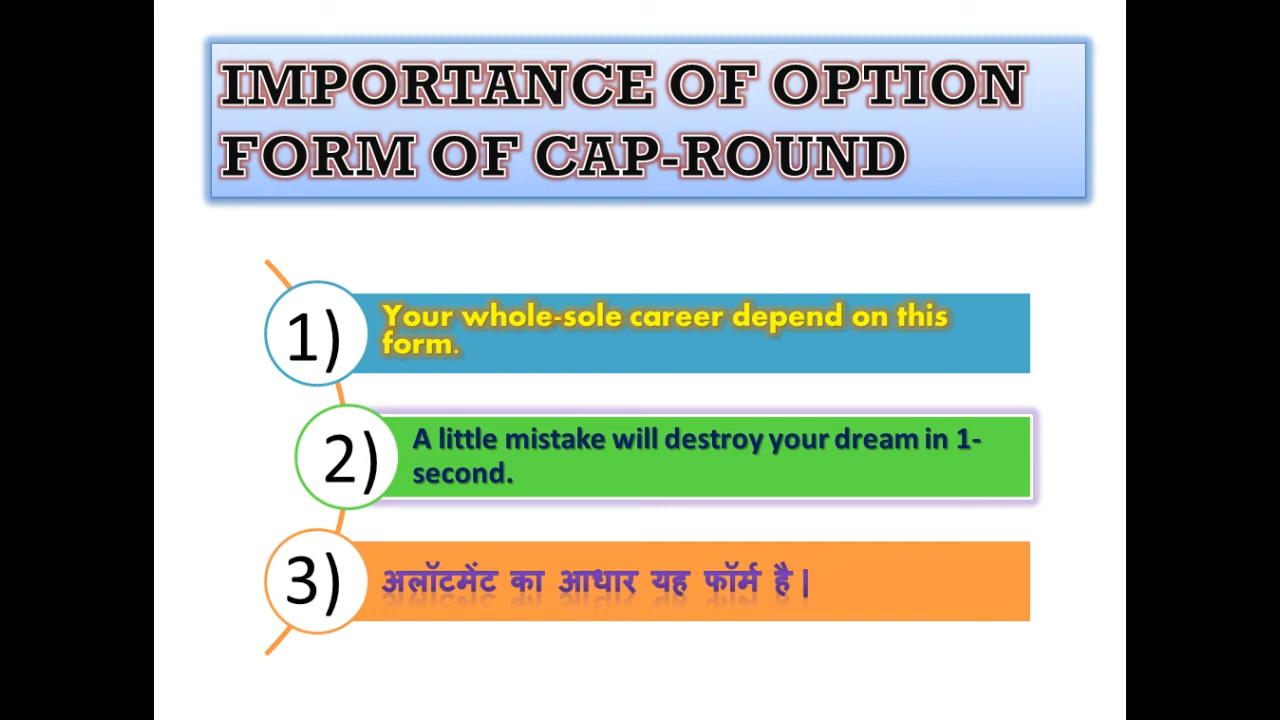 IMPORTANCE OF OPTION
FORM OF CAP-ROUND
1)
Your whole-sole career depend on this
form.
2)
A little mistake will destroy your dream in 1-
second.
3)
अलॉटमेंट का आधार यह फॉर्म है।